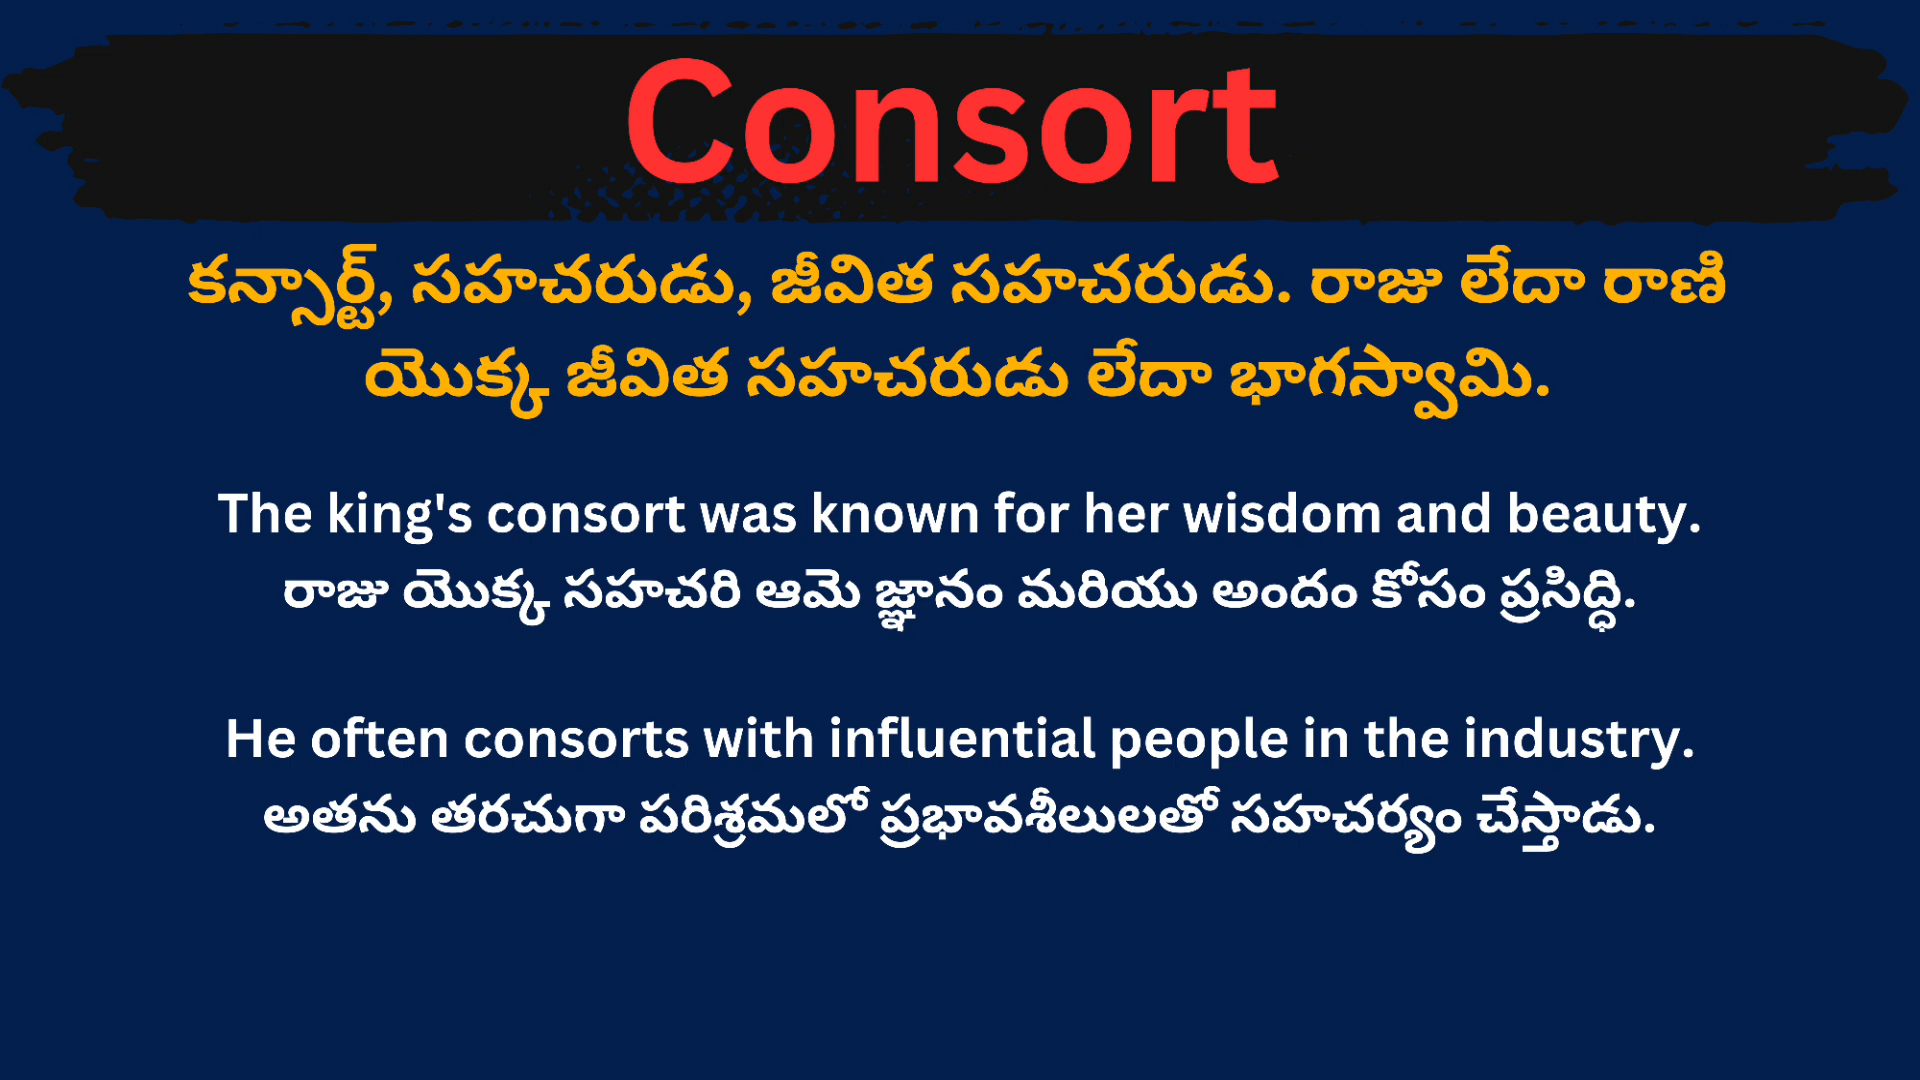 Consort
కన్సార్ట్, సహచరుడు, జీవిత సహచరుడు. రాజు లేదా రాణి
యొక్క జీవిత సహచరుడు లేదా భాగస్వామి.
The king's consort was known for her wisdom and beauty.
రాజు యొక్క సహచరి ఆమె జ్ఞానం మరియు అందం కోసం ప్రసిద్ధి.
He often consorts with influential people in the industry.
అతను తరచుగా పరిశ్రమలో ప్రభావశీలులతో సహచర్యం చేస్తాడు.